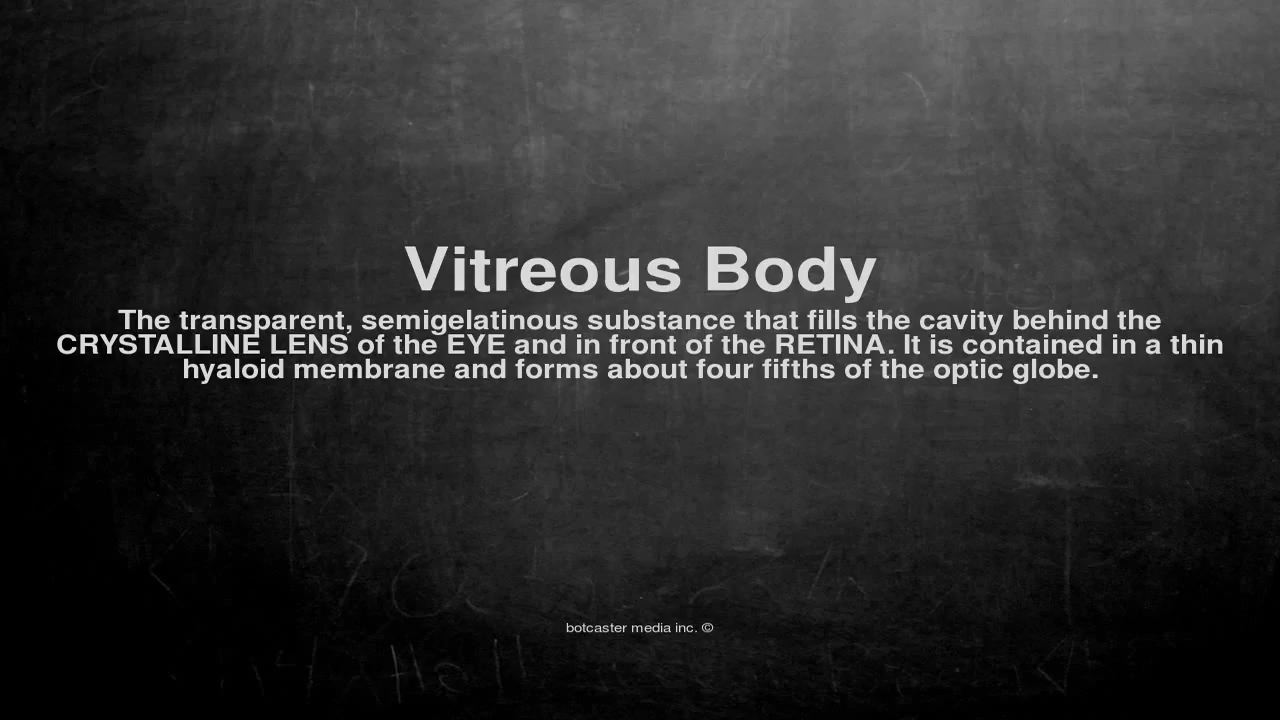 Vitreous Body
The transparent, semigelatinous substance that fills the cavity behind the
CRYSTALLINE LENS of the EYE and in front of the RETINA. It is contained in a thin
hyaloid membrane and forms about four fifths of the optic globe.
botcaster media inc. ©